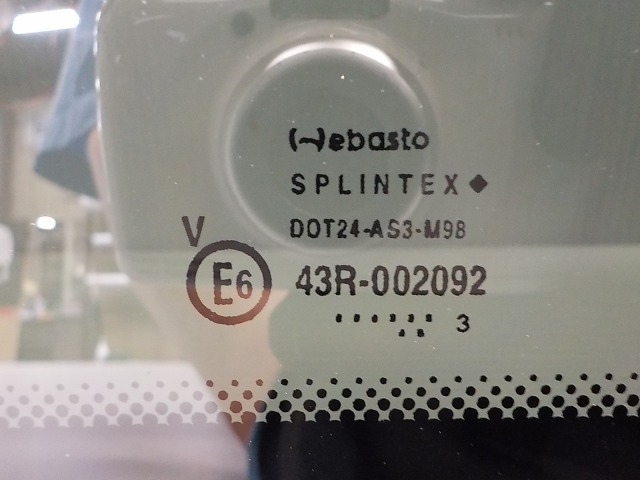 Webasto
SPLINTEX
DOT24-AS3-M98
V
E6
43R-002092
3